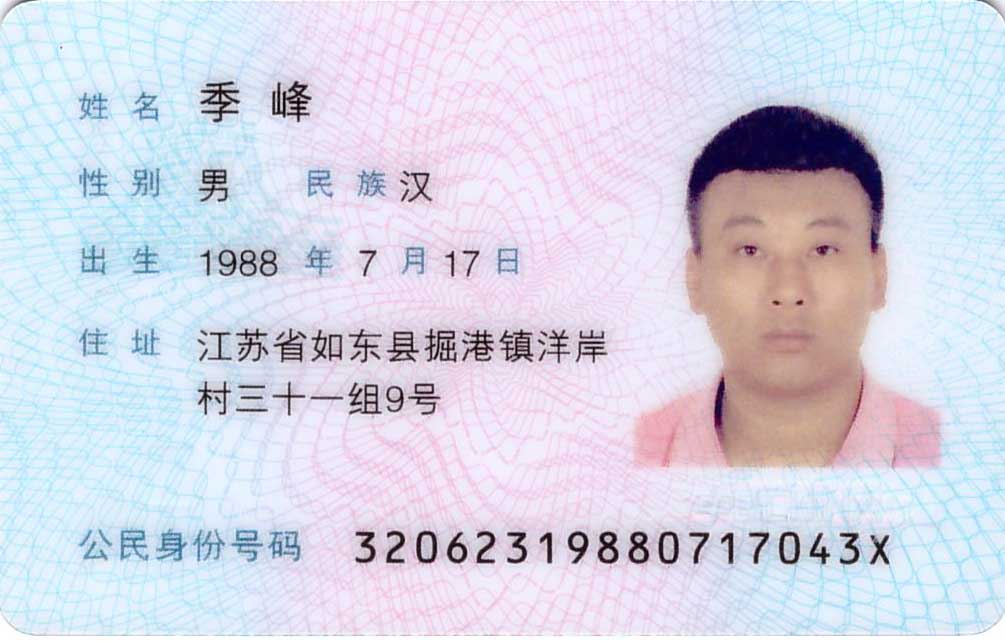 姓名 季峰
性别 男 民族 汉
出生 1988 年 7 月 17 日
住址 江苏省如东县掘港镇洋岸
村三十一组9号
公民身份号码 32062319880717043X